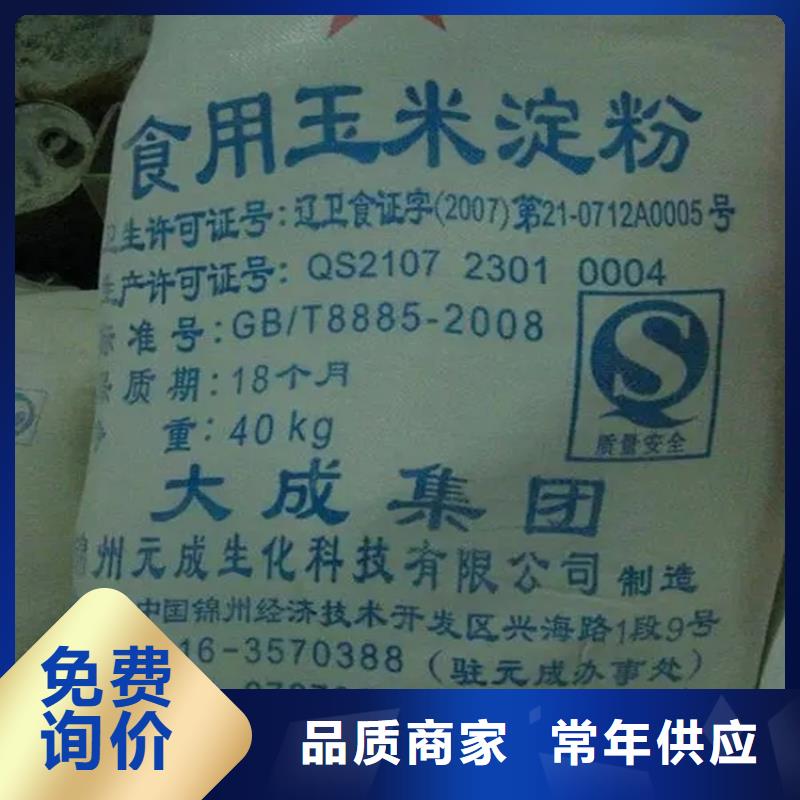 食用玉米淀粉
卫生许可证号:辽卫食证字(2007)第21-0712A0005号
生产许可证号: QS2107 2301 0004
标准号:GB/T8885-2008
质期:18个月
重:40kg
质量安全
大成集团
锦州元成生化科技有限公司 制造
中国锦州经济技术开发区兴海路1段9号
16-3570388 (驻元成办事处)
免费
询价
品质商家 常年供应